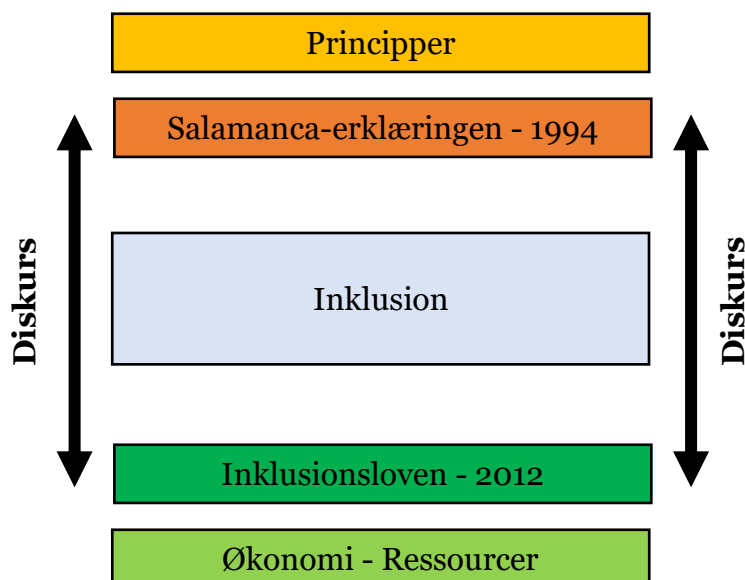 Principper
Salamanca-erklæringen - 1994
Diskurs
Inklusion
Diskurs
Inklusionsloven - 2012
Økonomi - Ressourcer